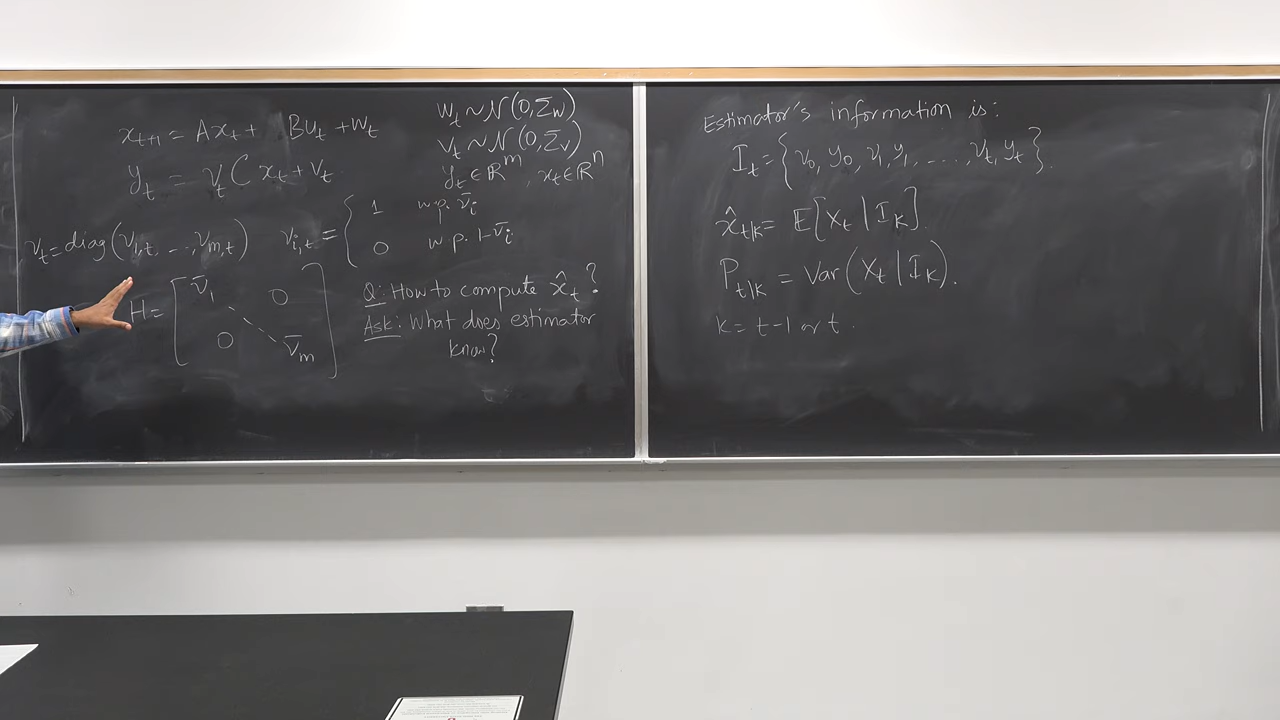 x_{t+1} = Ax_t + Bu_t + w_t
y_t = ν_t C x_t + v_t
w_t ~ N(0, Σ_w)
v_t ~ N(0, Σ_v)
y_t ∈ ℝ^m, x_t ∈ ℝ^n
ν_t = diag(ν_{1,t}, ..., ν_{m,t}) ν_{i,t} = { 1 w.p. ν̄_i
0 w.p. 1-ν̄_i
H = [ ν̄_1 0
0 ν̄_m ]
Q: How to compute x̂_t?
Ask: What does estimator
know?
Estimator's information is:
I_t = { ν_0, y_0, ν_1, y_1, ...., ν_t, y_t }.
x̂_{t|k} = E[X_t | I_k].
P_{t|k} = Var(X_t | I_k).
k = t-1 or t.